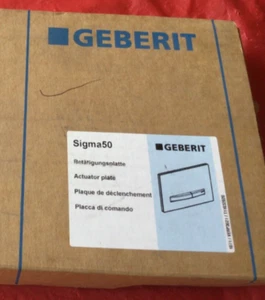 GEBERIT
Sigma50
GEBERIT
Betätigungsplatte
Actuator plate
Plaque de déclenchement
Placca di comando